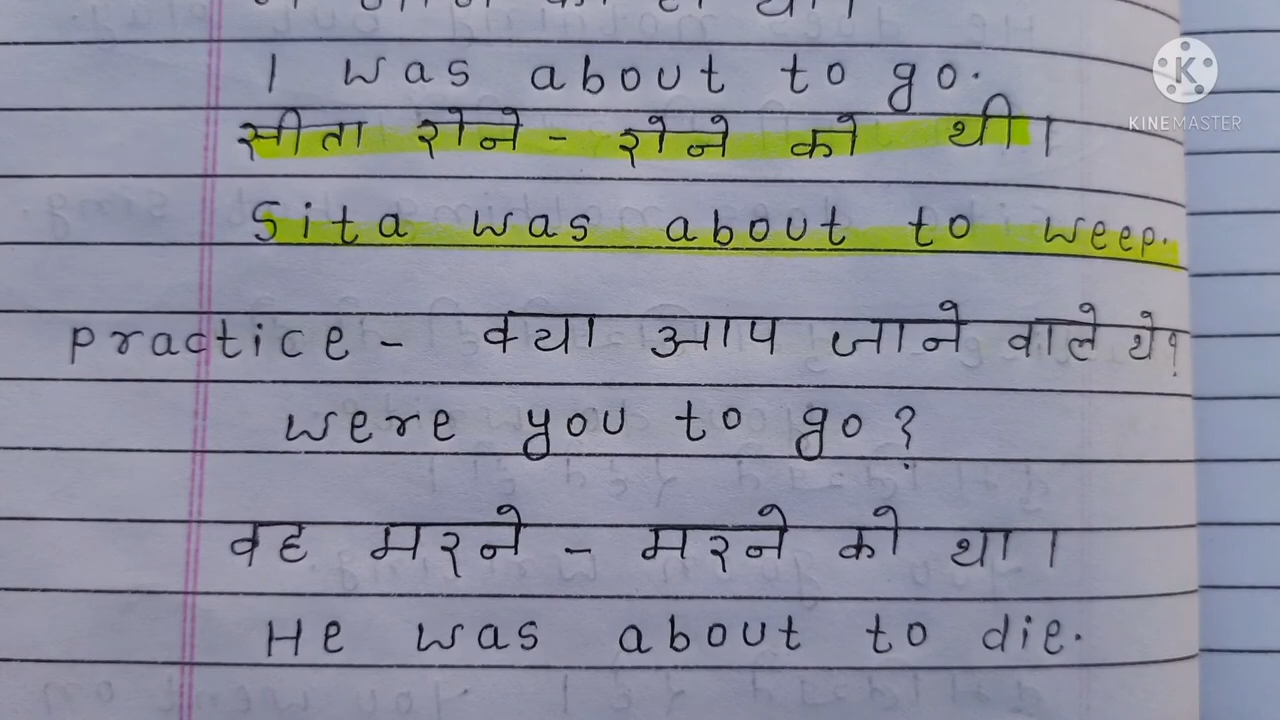 I was about to go.
सीता रोने - रोने को थी।
Sita was about to weep.
practice - क्या आप जाने वाले थे?
were you to go?
वह मरने - मरने को था।
He was about to die.
K
KINEMASTER